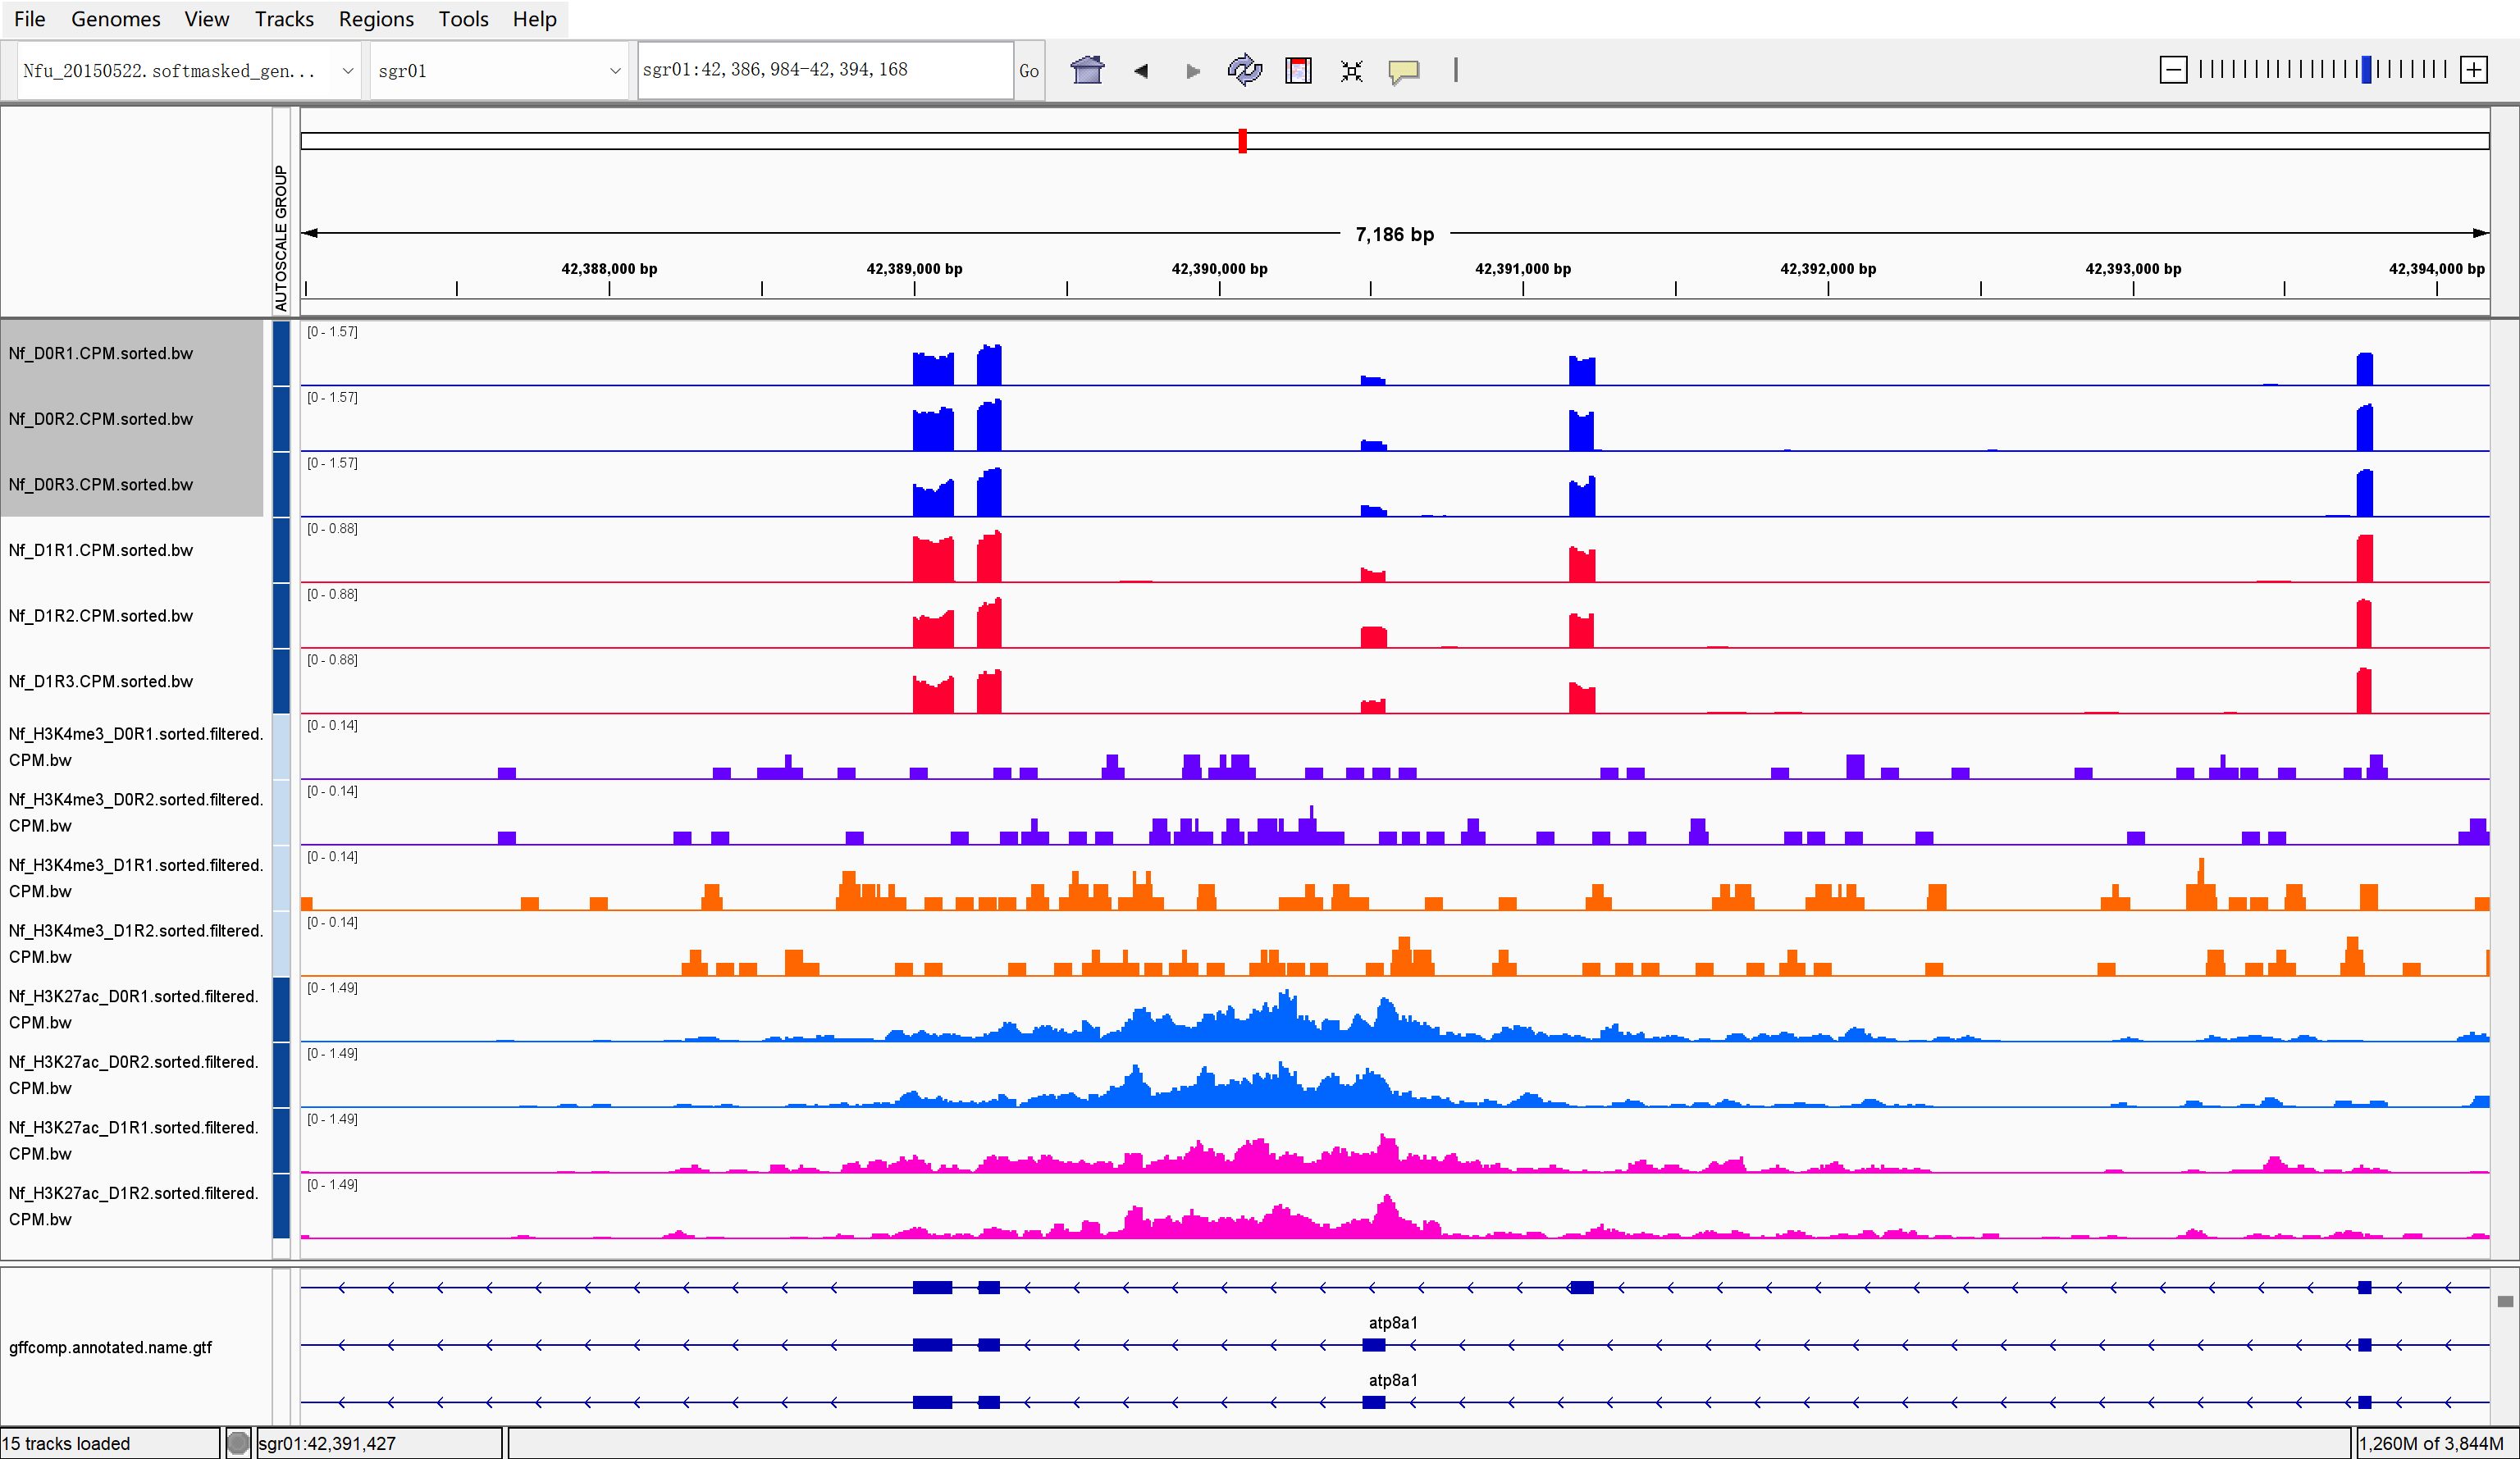 File Genomes View Tracks Regions Tools Help
Nfu_20150522.softmasked_gen... sgr01 sgr01:42,386,984-42,394,168 Go
AUTOSCALE GROUP
7,186 bp
42,388,000 bp 42,389,000 bp 42,390,000 bp 42,391,000 bp 42,392,000 bp 42,393,000 bp 42,394,000 bp
[0 - 1.57]
Nf_D0R1.CPM.sorted.bw
[0 - 1.57]
Nf_D0R2.CPM.sorted.bw
[0 - 1.57]
Nf_D0R3.CPM.sorted.bw
[0 - 0.88]
Nf_D1R1.CPM.sorted.bw
[0 - 0.88]
Nf_D1R2.CPM.sorted.bw
[0 - 0.88]
Nf_D1R3.CPM.sorted.bw
[0 - 0.14]
Nf_H3K4me3_D0R1.sorted.filtered.
CPM.bw
[0 - 0.14]
Nf_H3K4me3_D0R2.sorted.filtered.
CPM.bw
[0 - 0.14]
Nf_H3K4me3_D1R1.sorted.filtered.
CPM.bw
[0 - 0.14]
Nf_H3K4me3_D1R2.sorted.filtered.
CPM.bw
[0 - 1.49]
Nf_H3K27ac_D0R1.sorted.filtered.
CPM.bw
[0 - 1.49]
Nf_H3K27ac_D0R2.sorted.filtered.
CPM.bw
[0 - 1.49]
Nf_H3K27ac_D1R1.sorted.filtered.
CPM.bw
[0 - 1.49]
Nf_H3K27ac_D1R2.sorted.filtered.
CPM.bw
atp8a1
gffcomp.annotated.name.gtf
atp8a1
15 tracks loaded sgr01:42,391,427 1,260M of 3,844M